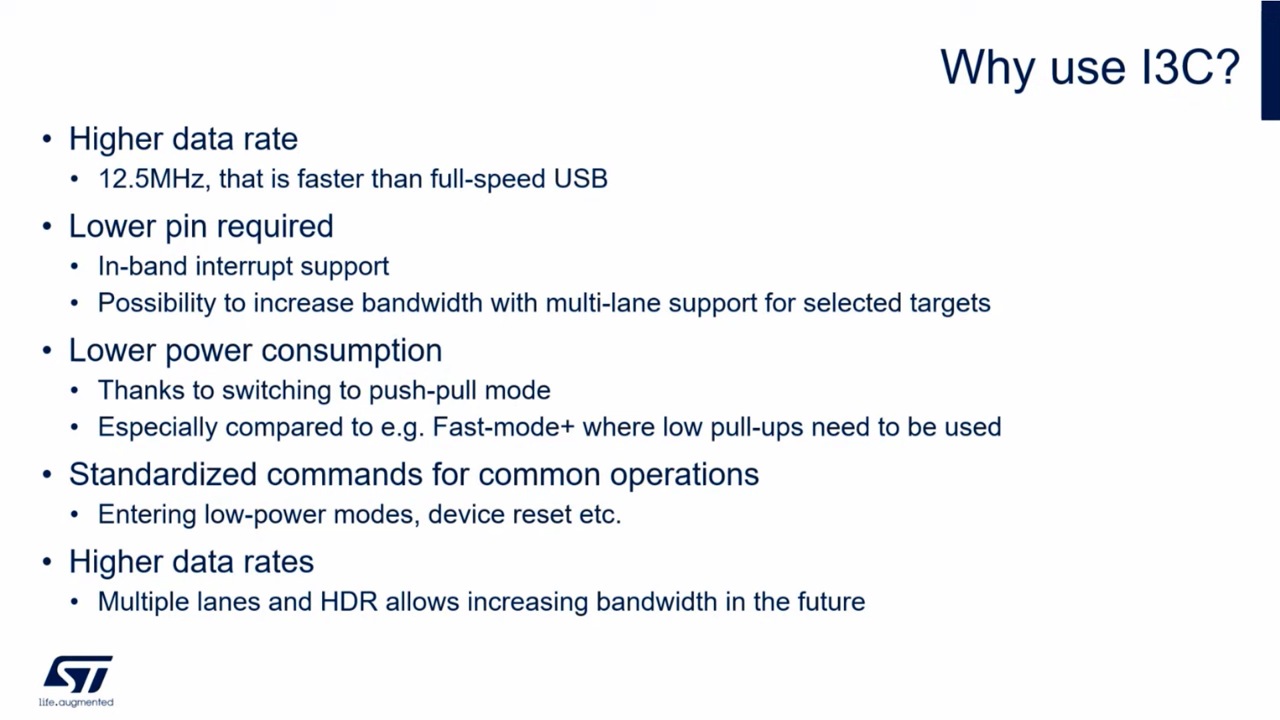 Why use I3C?
• Higher data rate
• 12.5MHz, that is faster than full-speed USB
• Lower pin required
• In-band interrupt support
• Possibility to increase bandwidth with multi-lane support for selected targets
• Lower power consumption
• Thanks to switching to push-pull mode
• Especially compared to e.g. Fast-mode+ where low pull-ups need to be used
• Standardized commands for common operations
• Entering low-power modes, device reset etc.
• Higher data rates
• Multiple lanes and HDR allows increasing bandwidth in the future
ST
life.augmented